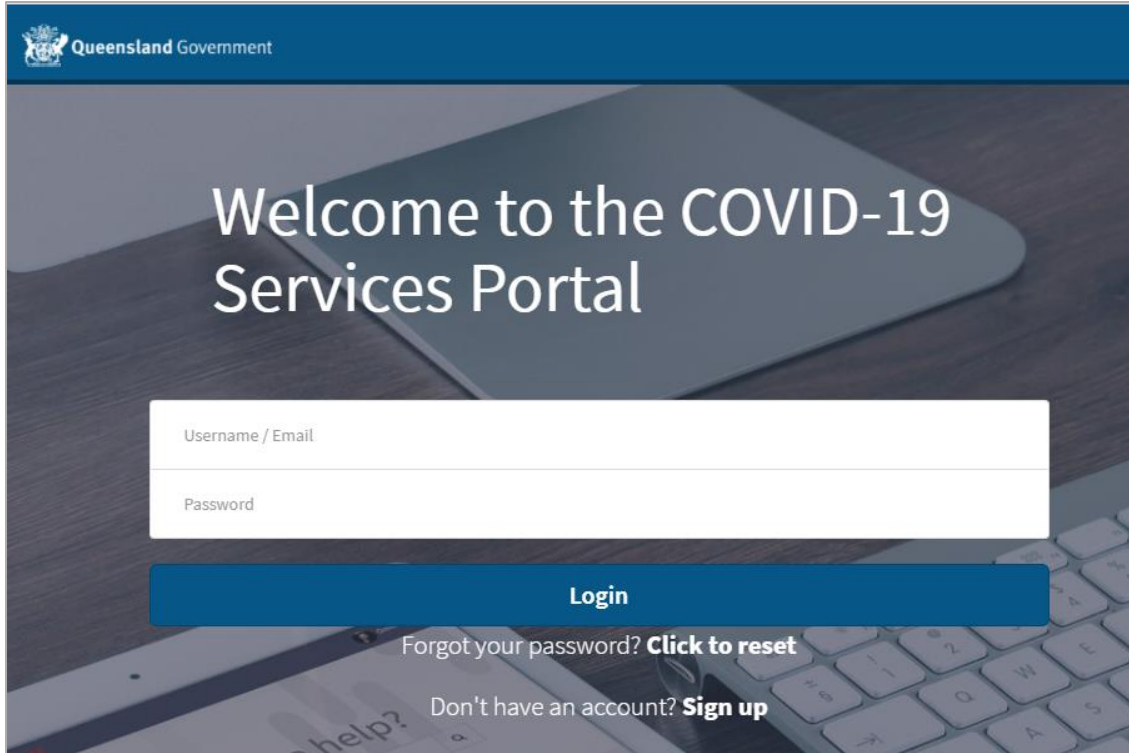 Queensland Government
Welcome to the COVID-19
Services Portal
Username / Email
Password
Login
Forgot your password? Click to reset
Don't have an account? Sign up
help?